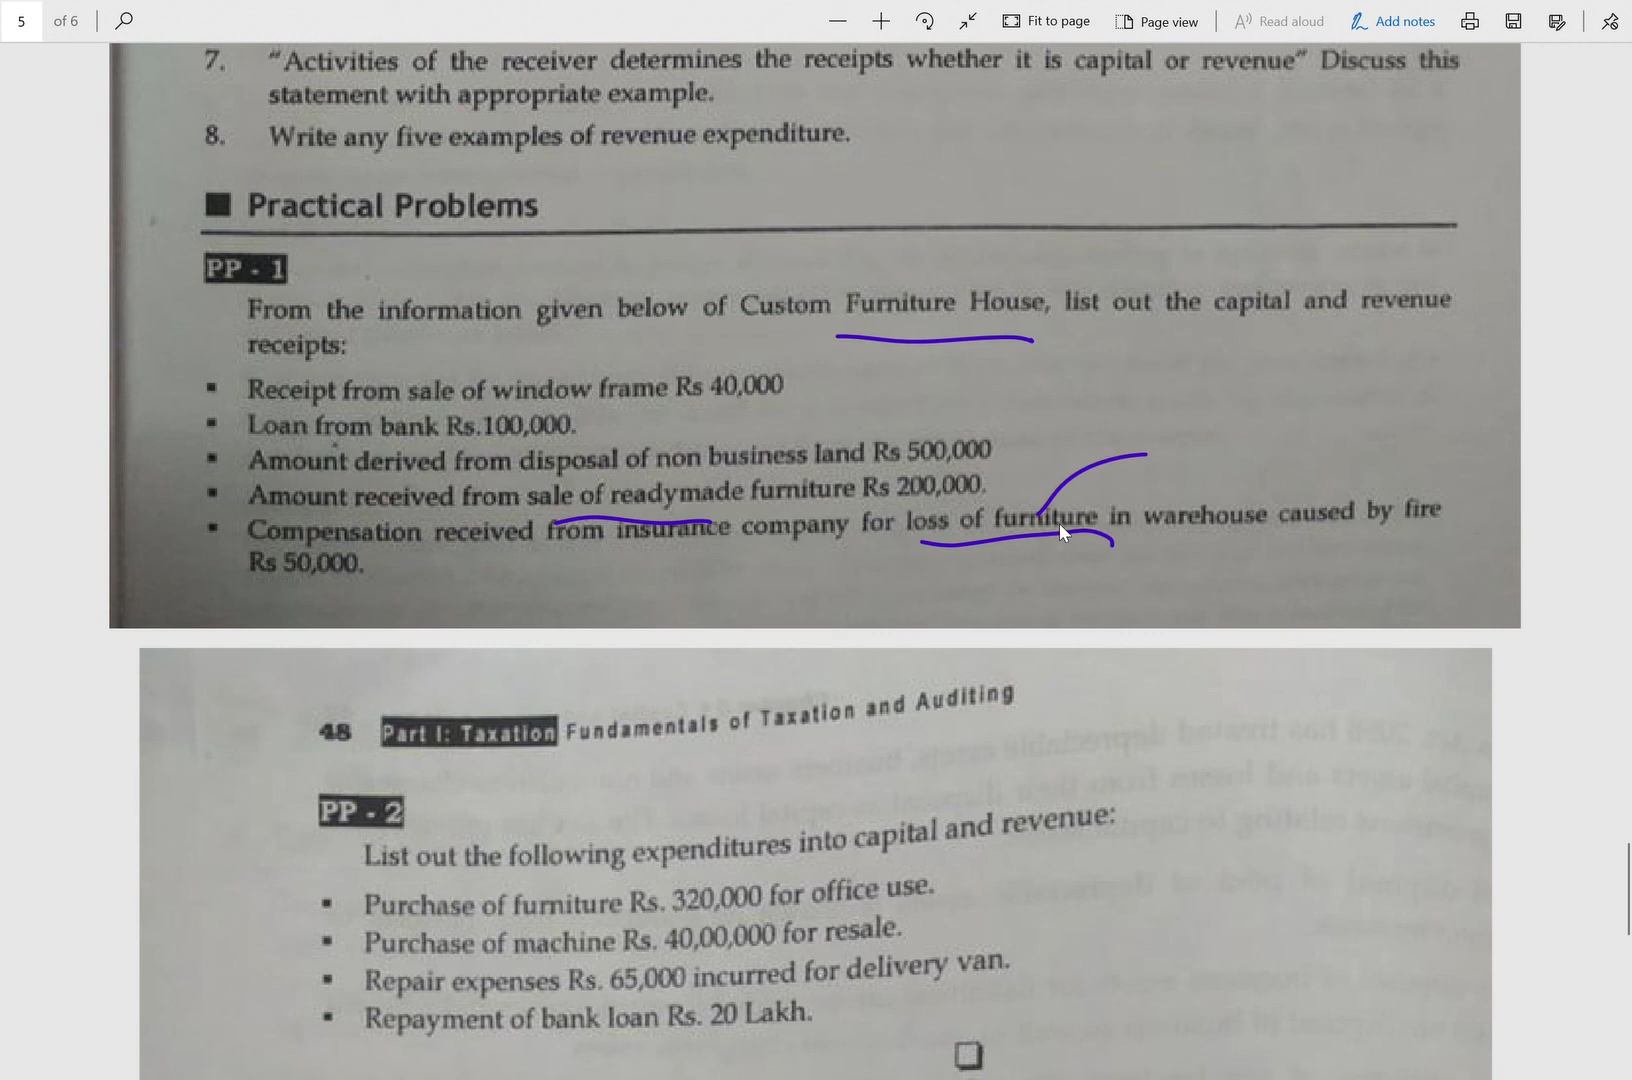 5 of 6 Fit to page Page view Read aloud Add notes
7. "Activities of the receiver determines the receipts whether it is capital or revenue" Discuss this
statement with appropriate example.
8. Write any five examples of revenue expenditure.
Practical Problems
PP - 1
From the information given below of Custom Furniture House, list out the capital and revenue
receipts:
▪ Receipt from sale of window frame Rs 40,000
▪ Loan from bank Rs.100,000.
▪ Amount derived from disposal of non business land Rs 500,000
▪ Amount received from sale of readymade furniture Rs 200,000.
▪ Compensation received from insurance company for loss of furniture in warehouse caused by fire
Rs 50,000.
48 Part I: Taxation Fundamentals of Taxation and Auditing
PP - 2
List out the following expenditures into capital and revenue:
▪ Purchase of furniture Rs. 320,000 for office use.
▪ Purchase of machine Rs. 40,00,000 for resale.
▪ Repair expenses Rs. 65,000 incurred for delivery van.
▪ Repayment of bank loan Rs. 20 Lakh.